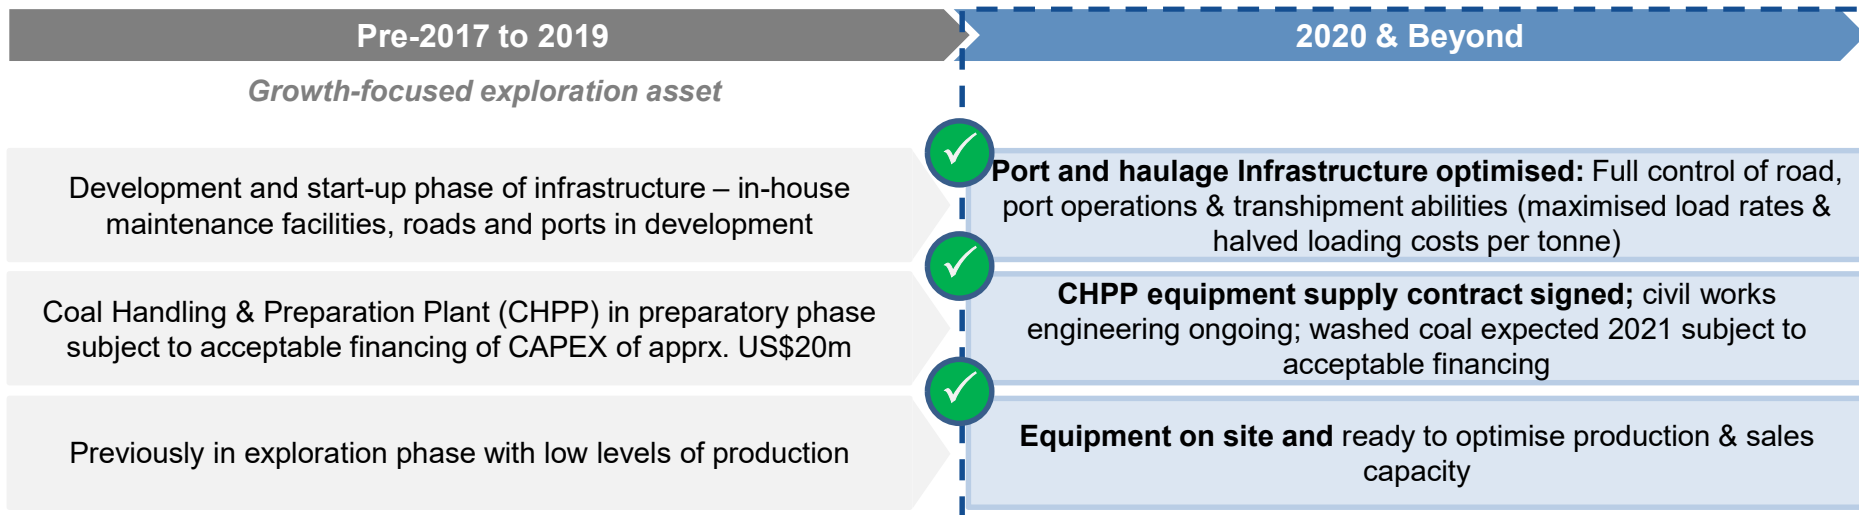 Pre-2017 to 2019
2020 & Beyond
Growth-focused exploration asset
Development and start-up phase of infrastructure – in-house
maintenance facilities, roads and ports in development
Port and haulage Infrastructure optimised: Full control of road,
port operations & transhipment abilities (maximised load rates &
halved loading costs per tonne)
Coal Handling & Preparation Plant (CHPP) in preparatory phase
subject to acceptable financing of CAPEX of apprx. US$20m
CHPP equipment supply contract signed; civil works
engineering ongoing; washed coal expected 2021 subject to
acceptable financing
Previously in exploration phase with low levels of production
Equipment on site and ready to optimise production & sales
capacity